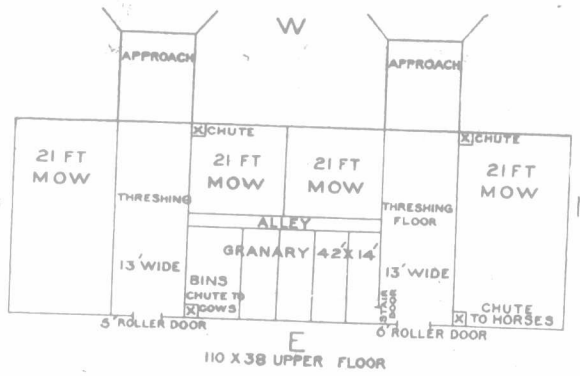 W
APPROACH
APPROACH
CHUTE
CHUTE
21 FT
MOW
21 FT
MOW
21 FT
MOW
21 FT
MOW
THRESHING
THRESHING
FLOOR
ALLEY
GRANARY 42' X 14'
13' WIDE
13' WIDE
BINS
CHUTE TO
COWS
STAIR
DOOR
CHUTE
TO HORSES
5' ROLLER DOOR
6' ROLLER DOOR
E
110 X 38 UPPER FLOOR